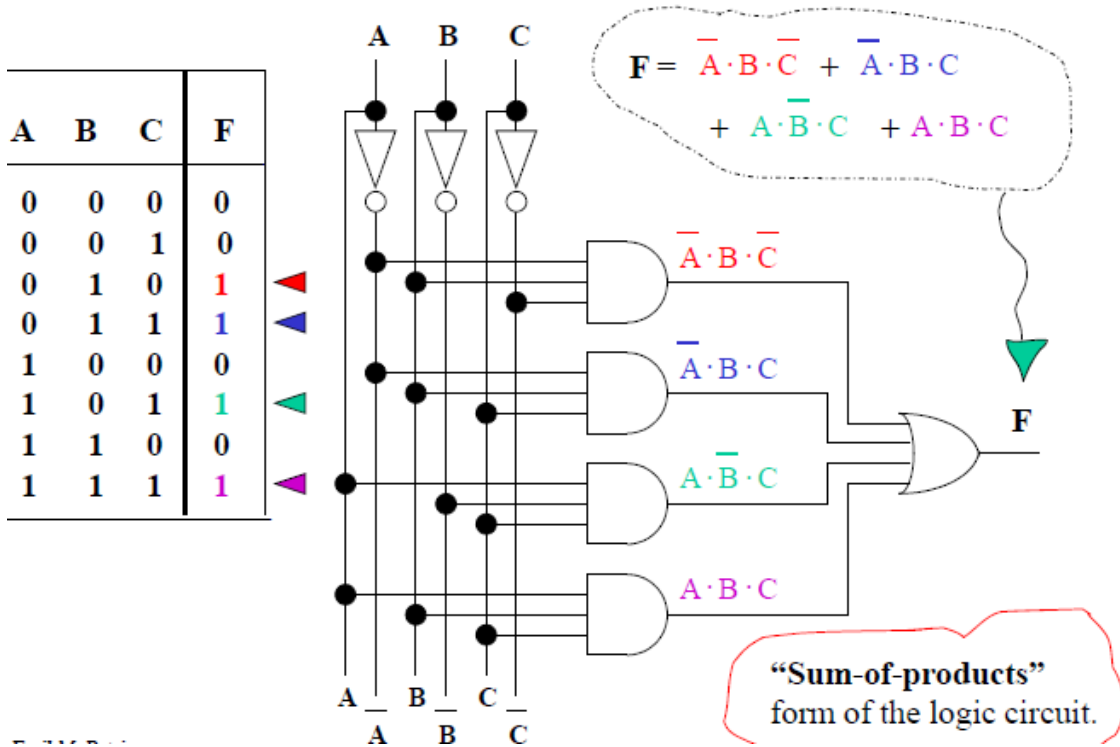 A B C
F = A̅ · B · C̅ + A̅ · B · C
+ A · B̅ · C + A · B · C
A B C F
0 0 0 0
0 0 1 0
0 1 0 1
0 1 1 1
1 0 0 0
1 0 1 1
1 1 0 0
1 1 1 1
A̅ · B · C̅
A̅ · B · C
A · B̅ · C
A · B · C
F
“Sum-of-products”
form of the logic circuit.
A B C
A̅ B̅ C̅